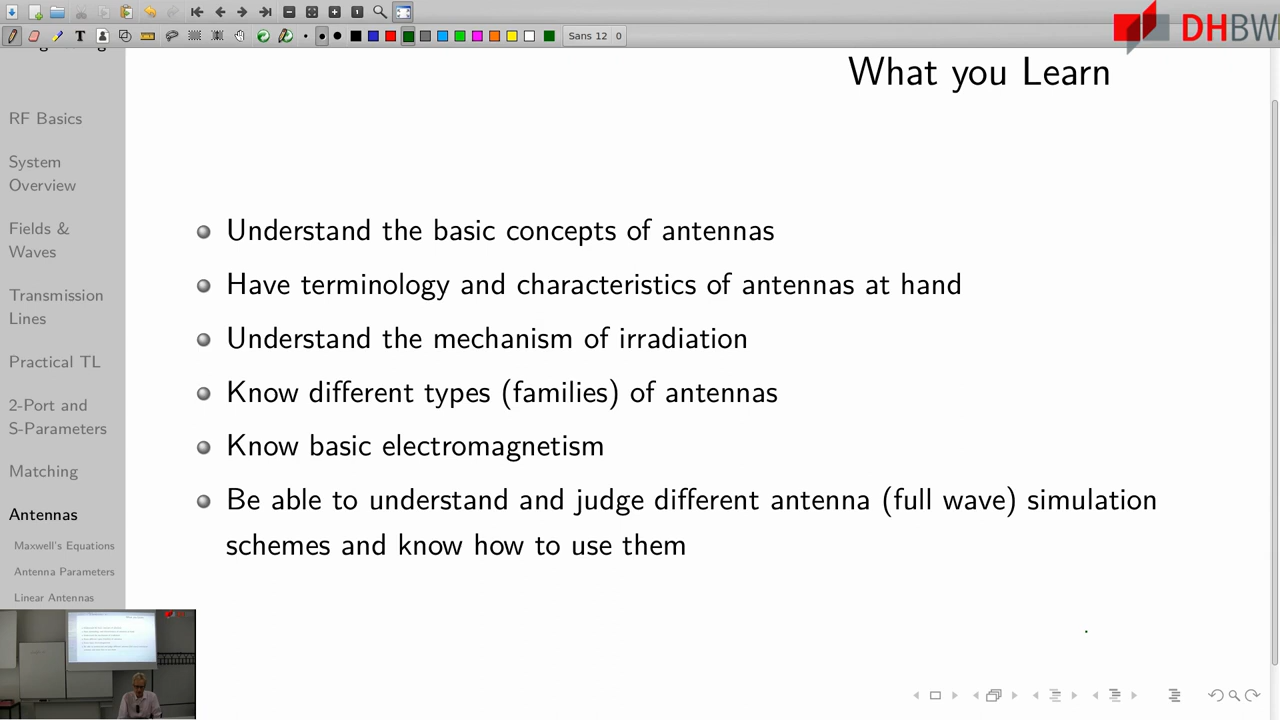 Sans 12 0
DHBW
What you Learn
RF Basics
System
Overview
Fields &
Waves
Transmission
Lines
Practical TL
2-Port and
S-Parameters
Matching
Antennas
Maxwell's Equations
Antenna Parameters
Linear Antennas
Understand the basic concepts of antennas
Have terminology and characteristics of antennas at hand
Understand the mechanism of irradiation
Know different types (families) of antennas
Know basic electromagnetism
Be able to understand and judge different antenna (full wave) simulation
schemes and know how to use them